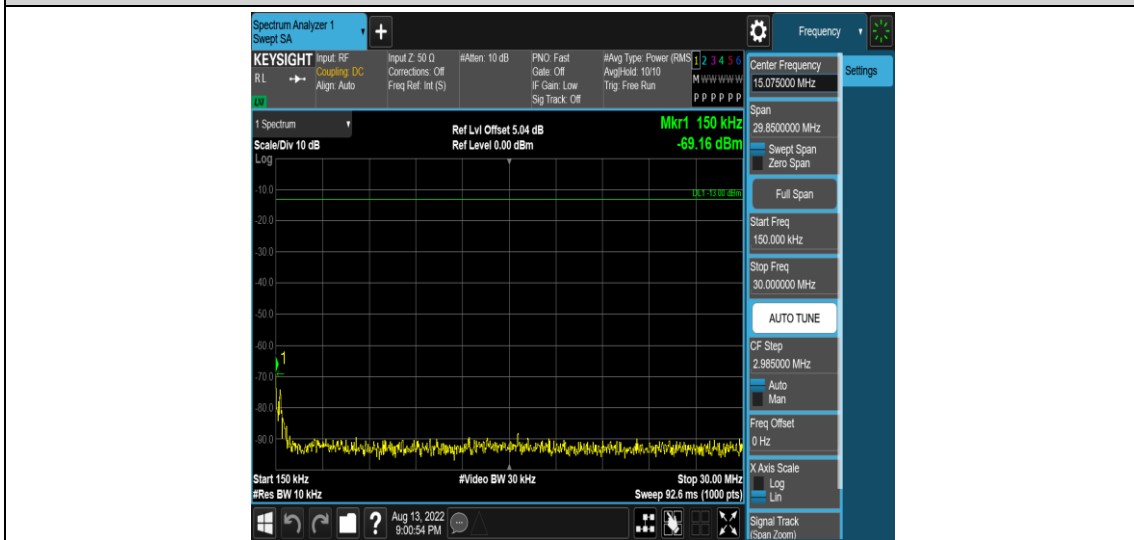 Spectrum Analyzer 1
Swept SA
+
Frequency
KEYSIGHT
RL
Input: RF
Coupling: DC
Align: Auto
Input Z: 50 Ω
Corrections: Off
Freq Ref: Int (S)
#Atten: 10 dB
PNO: Fast
Gate: Off
IF Gain: Low
Sig Track: Off
#Avg Type: Power (RMS
Avg|Hold: 10/10
Trig: Free Run
1 2 3 4 5 6
M W W W W W
P P P P P P
1 Spectrum
Scale/Div 10 dB
Log
Ref Lvl Offset 5.04 dB
Ref Level 0.00 dBm
Mkr1 150 kHz
-69.16 dBm
DL1 -13.00 dBm
-10.0
-20.0
-30.0
-40.0
-50.0
-60.0
1
-70.0
-80.0
-90.0
Start 150 kHz
#Res BW 10 kHz
#Video BW 30 kHz
Stop 30.00 MHz
Sweep 92.6 ms (1000 pts)
Center Frequency
15.075000 MHz
Settings
Span
29.8500000 MHz
Swept Span
Zero Span
Full Span
Start Freq
150.000 kHz
Stop Freq
30.000000 MHz
AUTO TUNE
CF Step
2.985000 MHz
Auto
Man
Freq Offset
0 Hz
X Axis Scale
Log
Lin
Signal Track
(Span Zoom)
?
Aug 13, 2022
9:00:54 PM